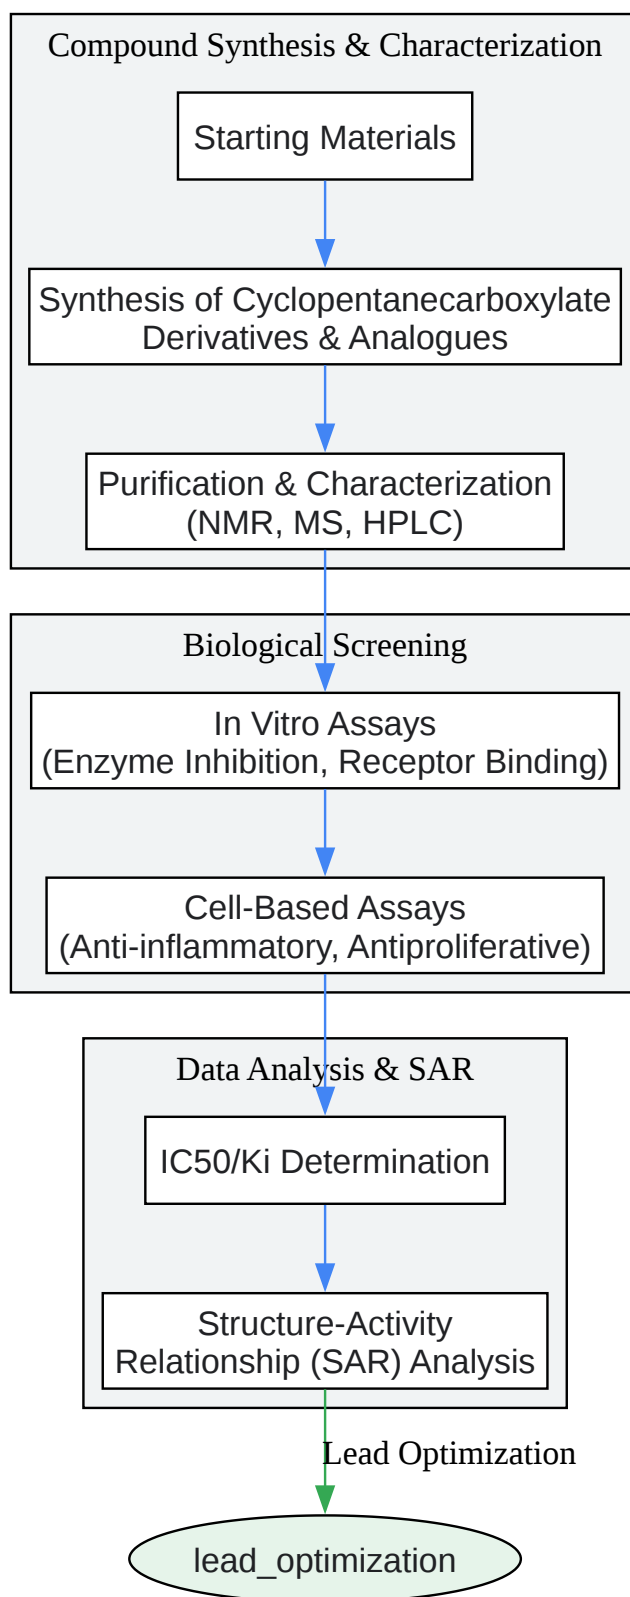 Compound Synthesis & Characterization
Starting Materials
Synthesis of Cyclopentanecarboxylate
Derivatives & Analogues
Purification & Characterization
(NMR, MS, HPLC)
Biological Screening
In Vitro Assays
(Enzyme Inhibition, Receptor Binding)
Cell-Based Assays
(Anti-inflammatory, Antiproliferative)
Data Analysis & SAR
IC50/Ki Determination
Structure-Activity
Relationship (SAR) Analysis
Lead Optimization
lead_optimization